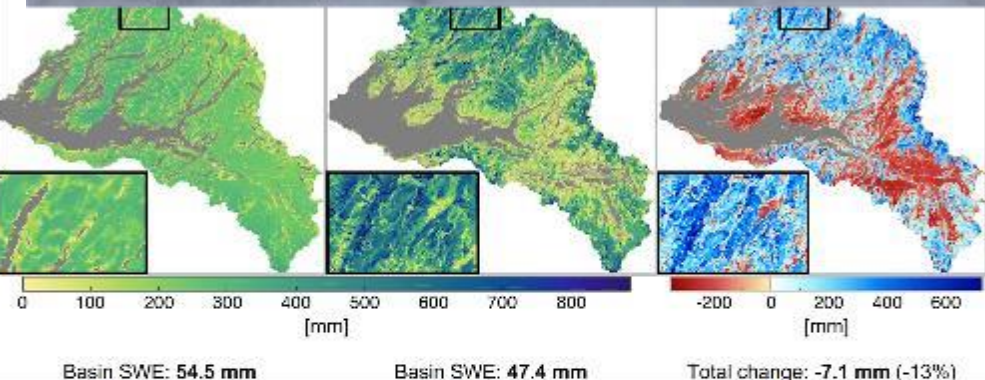 0 100 200 300 400 500 600 700 800 -200 0 200 400 600
[mm] [mm]
Basin SWE: 54.5 mm Basin SWE: 47.4 mm Total change: -7.1 mm (-13%)